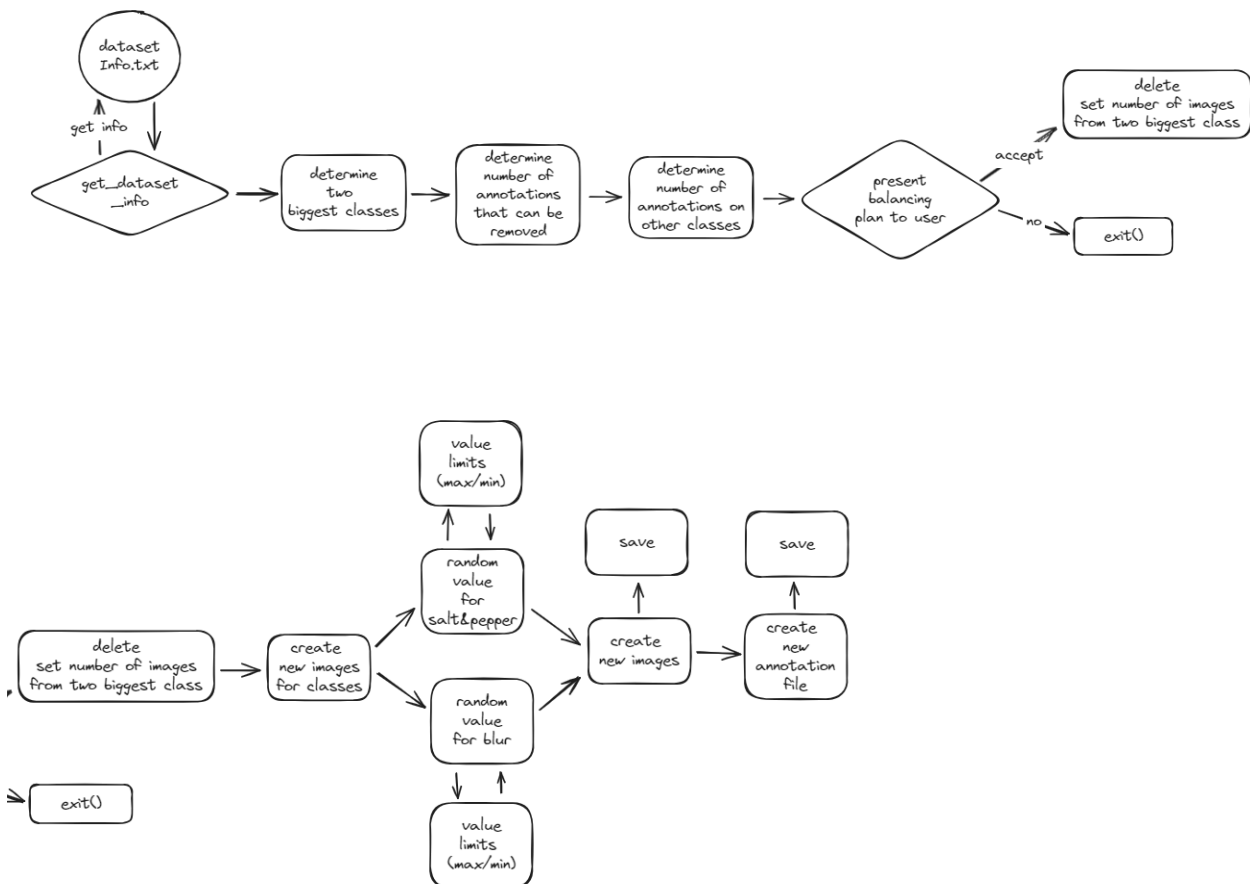 dataset
Info.txt
get info
get_dataset
_info
determine
two
biggest classes
determine
number of
annotations
that can be
removed
determine
number of
annotations on
other classes
present
balancing
plan to user
accept
delete
set number of images
from two biggest class
no
exit()
value
limits
(max/min)
random
value
for
salt&pepper
save
save
delete
set number of images
from two biggest class
create
new images
for classes
create
new images
create
new
annotation
file
random
value
for blur
exit()
value
limits
(max/min)